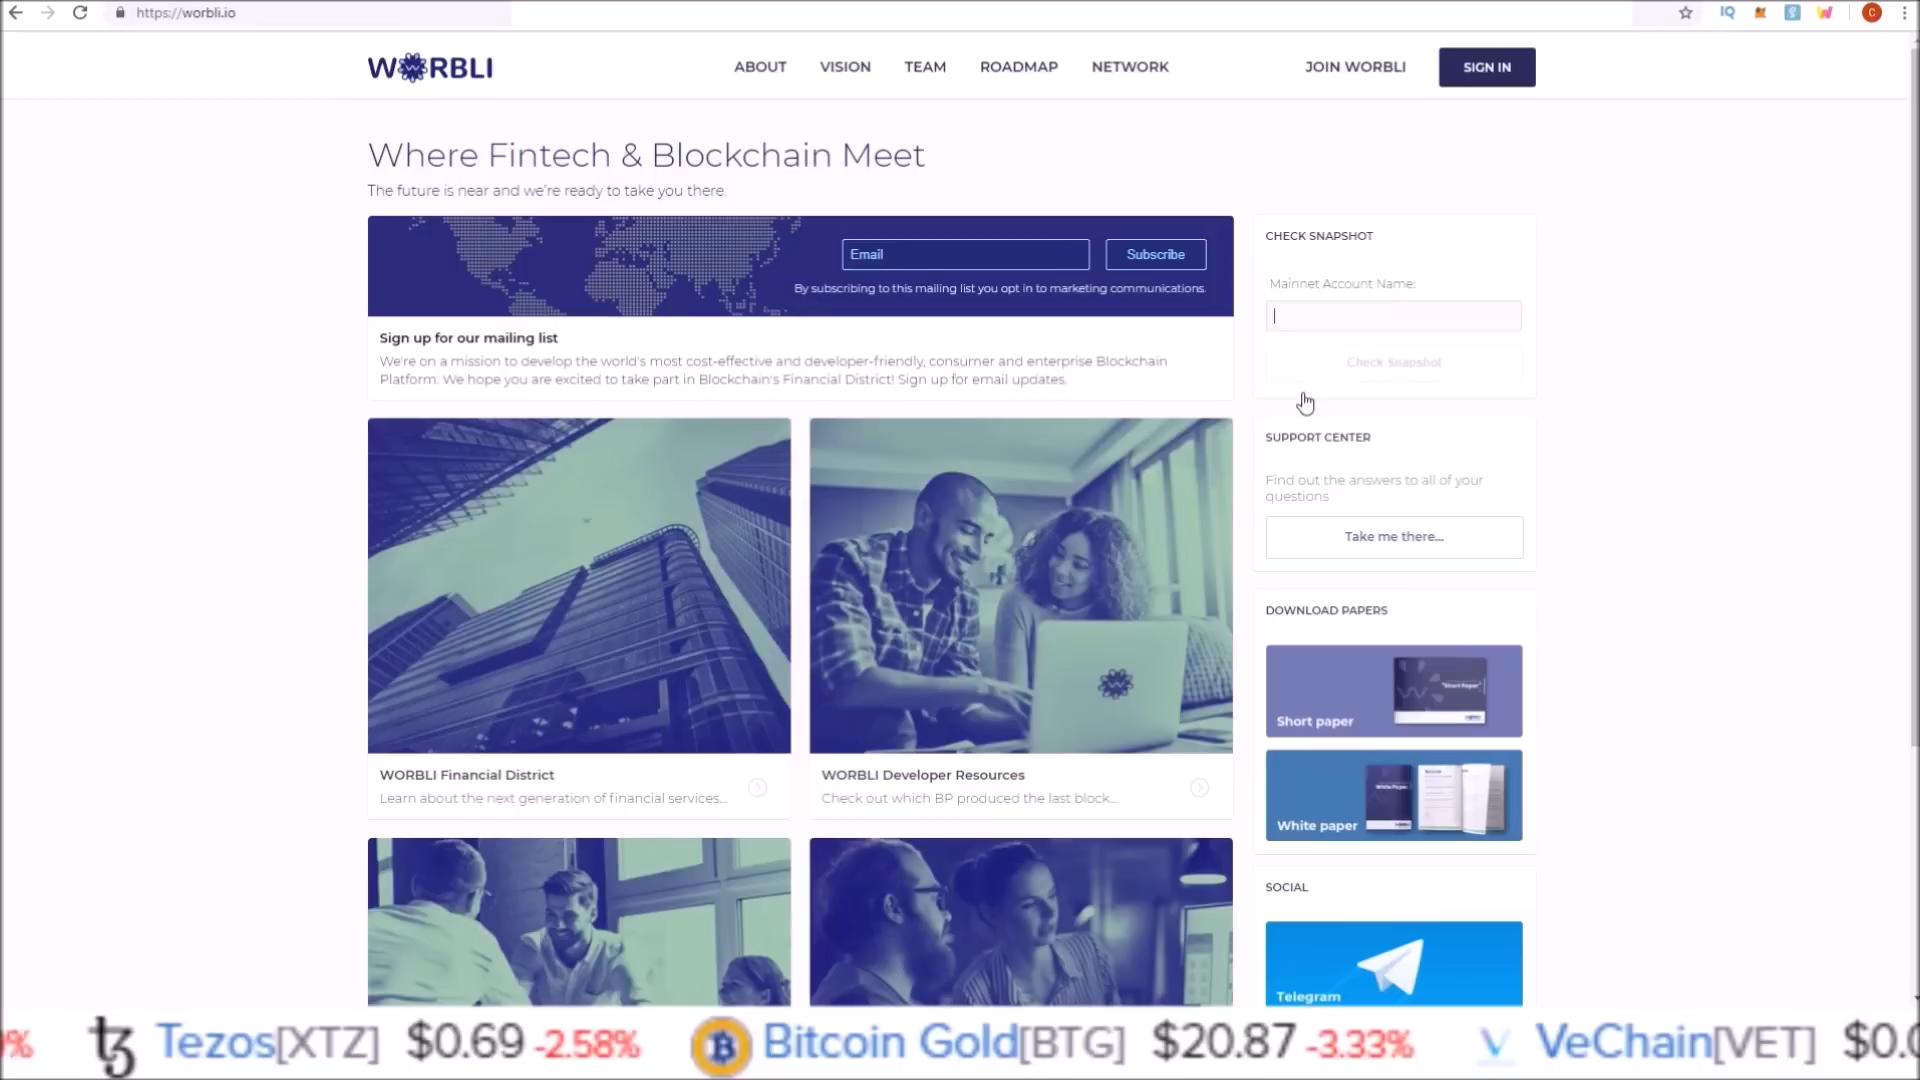 https://worbli.io
IQ
C
WORBLI
ABOUT
VISION
TEAM
ROADMAP
NETWORK
JOIN WORBLI
SIGN IN
Where Fintech & Blockchain Meet
The future is near and we're ready to take you there.
Email
Subscribe
By subscribing to this mailing list you opt in to marketing communications.
Sign up for our mailing list
We're on a mission to develop the world's most cost-effective and developer-friendly, consumer and enterprise Blockchain
Platform. We hope you are excited to take part in Blockchain's Financial District! Sign up for email updates.
CHECK SNAPSHOT
Mainnet Account Name:
Check Snapshot
SUPPORT CENTER
Find out the answers to all of your
questions
Take me there...
DOWNLOAD PAPERS
"Short Paper"
Short paper
White Paper
White paper
WORBLI Financial District
Learn about the next generation of financial services...
WORBLI Developer Resources
Check out which BP produced the last block...
SOCIAL
Telegram
% Tezos[XTZ] $0.69 -2.58% Bitcoin Gold[BTG] $20.87 -3.33% VeChain[VET] $0.0